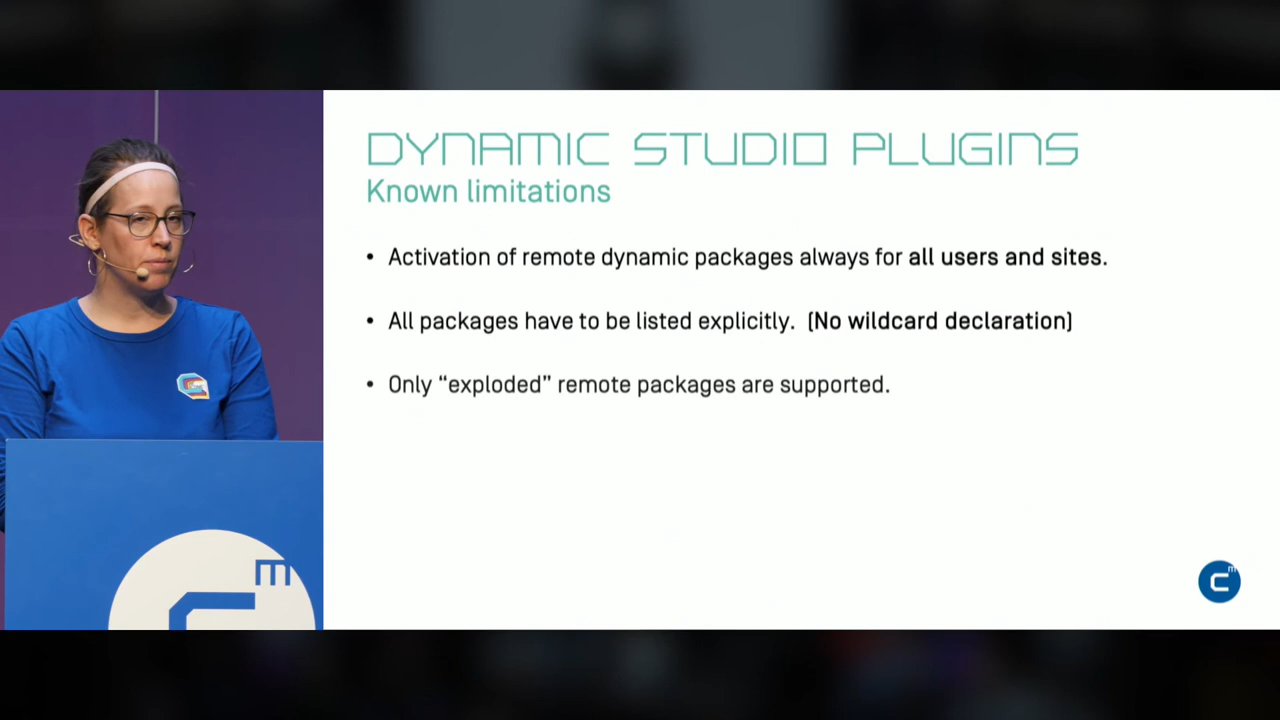 DYNAMIC STUDIO PLUGINS
Known limitations
• Activation of remote dynamic packages always for all users and sites.
• All packages have to be listed explicitly. (No wildcard declaration)
• Only “exploded” remote packages are supported.
C m
C m